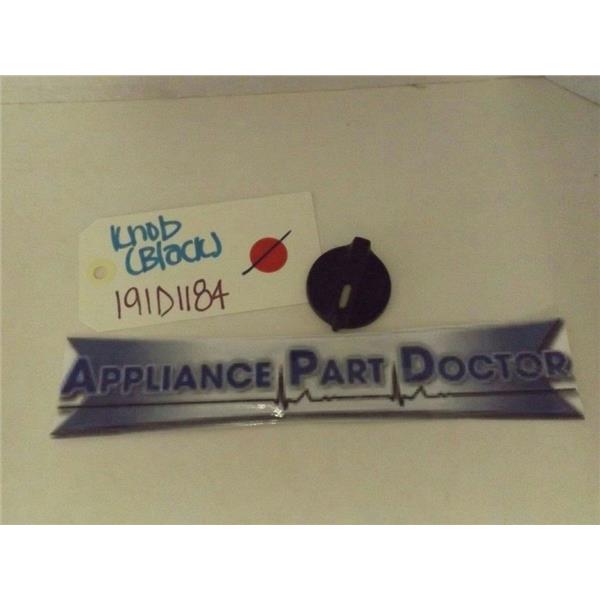 Knob
(Black)
191D1184
APPLIANCE PART DOCTOR